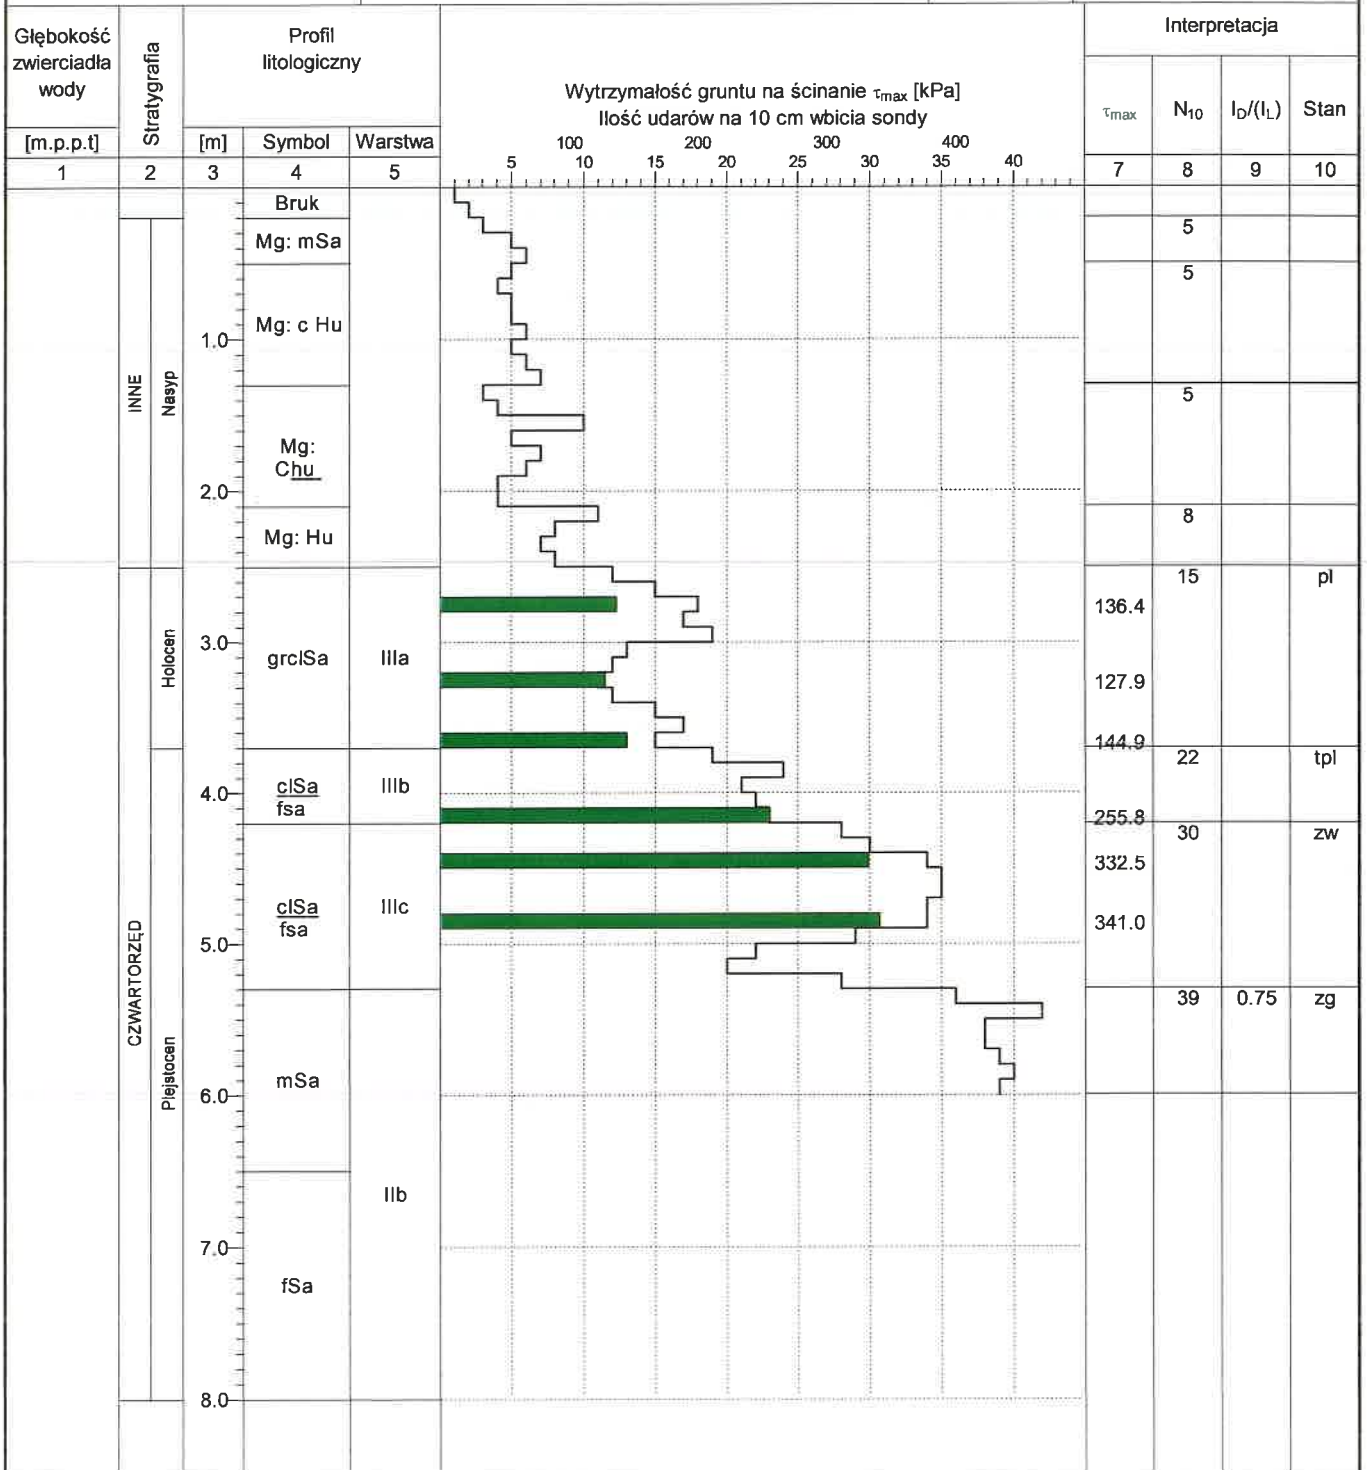 Głębokość
zwierciadła
wody
Stratygrafia
Profil
litologiczny
Wytrzymałość gruntu na ścinanie τmax [kPa]
Ilość udarów na 10 cm wbicia sondy
Interpretacja
τmax N10 ID/(IL) Stan
[m.p.p.t] [m] Symbol Warstwa
100 200 300 400
5 10 15 20 25 30 35 40
1 2 3 4 5 7 8 9 10
Bruk
Mg: mSa 5
Mg: c Hu 5
1.0
INNE
Nasyp
5
Mg:
Chu
2.0
Mg: Hu 8
15 pl
136.4
3.0
Holocen
grclSa IIIa
127.9
144.9
22 tpl
clSa IIIb
4.0
fsa
255.8
30 zw
332.5
clSa IIIc
fsa
341.0
5.0
CZWARTORZĘD
Plejstocen
39 0.75 zg
mSa
6.0
IIb
7.0
fSa
8.0